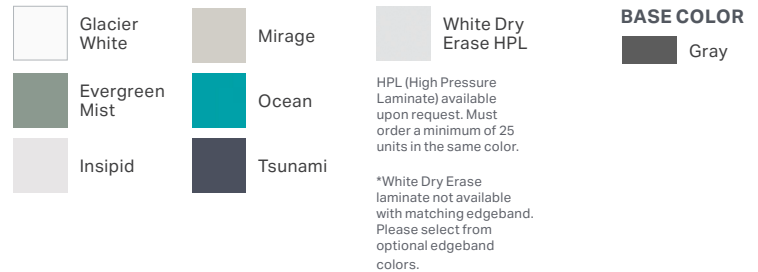 Glacier
White
Evergreen
Mist
Insipid
Mirage
Ocean
Tsunami
White Dry
Erase HPL
HPL (High Pressure
Laminate) available
upon request. Must
order a minimum of 25
units in the same color.
*White Dry Erase
laminate not available
with matching edgeband.
Please select from
optional edgeband
colors.
BASE COLOR
Gray